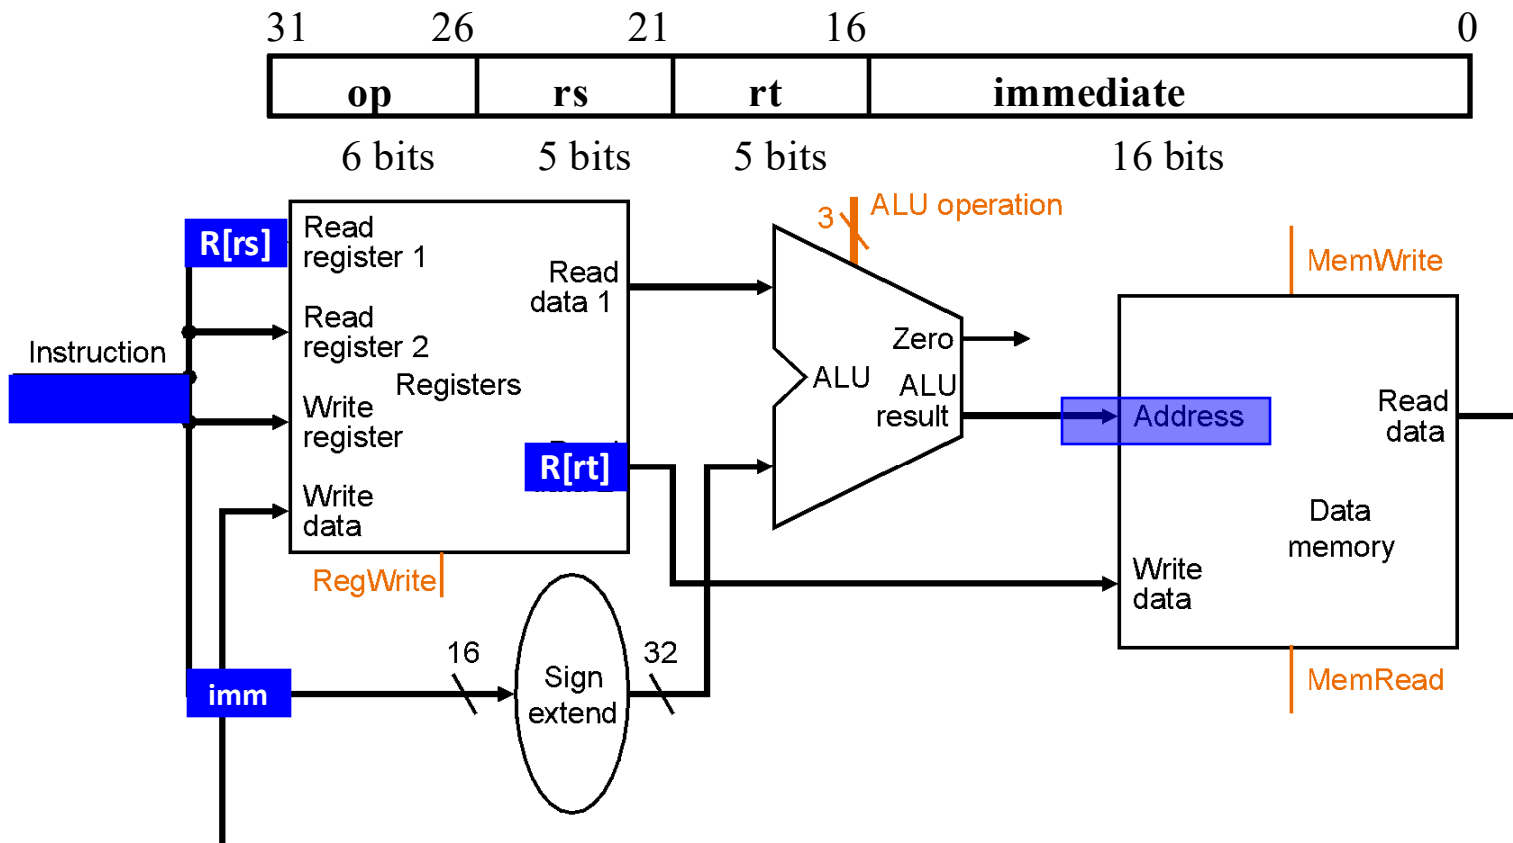 31 26 21 16 0
op rs rt immediate
6 bits 5 bits 5 bits 16 bits
R[rs]
Read
register 1
Read
data 1
Read
register 2
Registers
Instruction
Write
register
R[rt]
Write
data
RegWrite
imm
16
Sign
extend
32
3
ALU operation
Zero
ALU
ALU
result
MemWrite
Address
Read
data
Data
memory
Write
data
MemRead